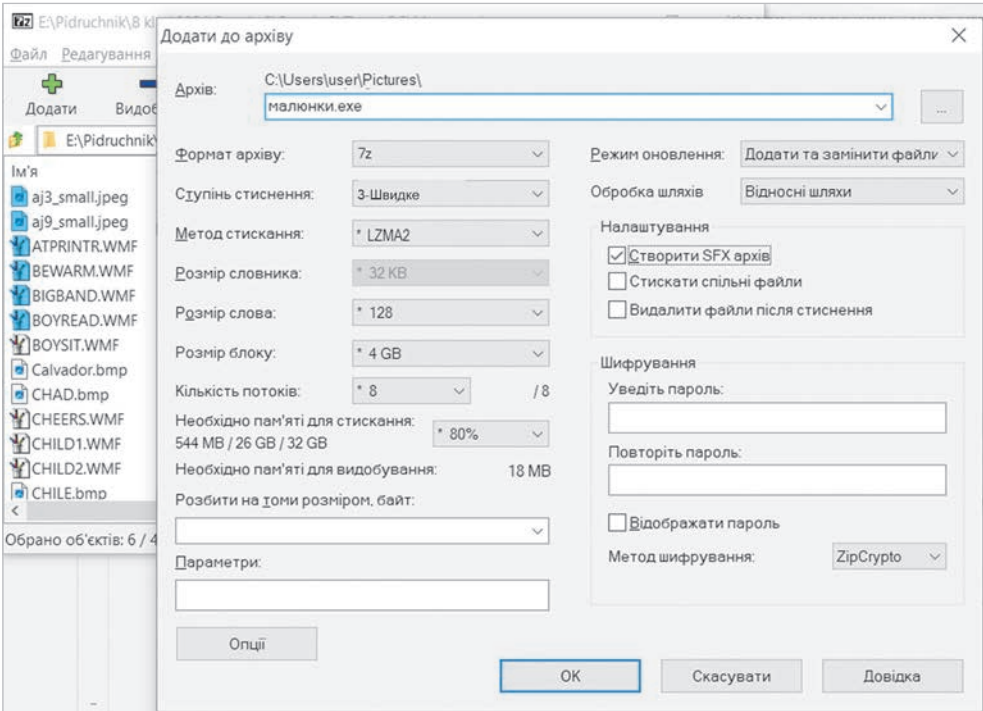 7z E:\Pidruchnik\8 kl
Файл Редагування
Додати Видоб
E:\Pidruchnik\
Ім'я
aj3_small.jpeg
aj9_small.jpeg
ATPRINTR.WMF
BEWARM.WMF
BIGBAND.WMF
BOYREAD.WMF
BOYSIT.WMF
Calvador.bmp
CHAD.bmp
CHEERS.WMF
CHILD1.WMF
CHILD2.WMF
CHILE.bmp
Обрано об'єктів: 6 / 4
Додати до архіву
Архів: C:\Users\user\Pictures\
малюнки.exe
...
Формат архіву: 7z
Ступінь стиснення: 3-Швидке
Метод стискання: * LZMA2
Розмір словника: * 32 KB
Розмір слова: * 128
Розмір блоку: * 4 GB
Кількість потоків: * 8 / 8
Необхідно пам'яті для стискання:
544 MB / 26 GB / 32 GB * 80%
Необхідно пам'яті для видобування: 18 MB
Розбити на томи розміром, байт:
Параметри:
Опції
Режим оновлення: Додати та замінити файли
Обробка шляхів Відносні шляхи
Налаштування
Створити SFX архів
Стискати спільні файли
Видалити файли після стиснення
Шифрування
Уведіть пароль:
Повторіть пароль:
Відображати пароль
Метод шифрування: ZipCrypto
OK Скасувати Довідка